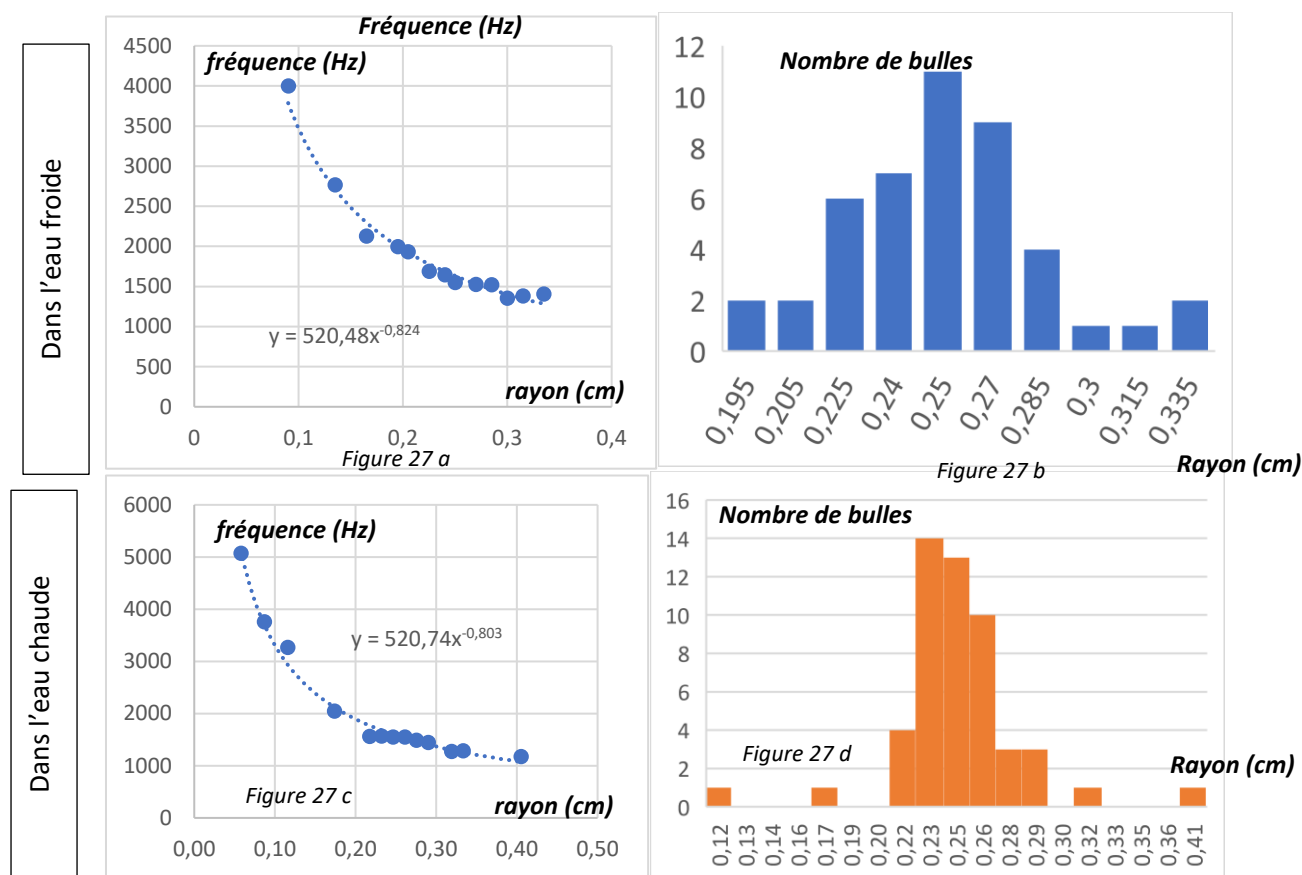 Dans l'eau froide
Fréquence (Hz)
fréquence (Hz)
4500
4000
3500
3000
2500
2000
1500
1000
500
0
y = 520,48x-0,824
rayon (cm)
0 0,1 0,2 0,3 0,4
Figure 27 a
Nombre de bulles
12
10
8
6
4
2
0
0,195 0,205 0,225 0,24 0,25 0,27 0,285 0,3 0,315 0,335
Figure 27 b
Rayon (cm)
Dans l'eau chaude
fréquence (Hz)
6000
5000
4000
3000
2000
1000
0
y = 520,74x-0,803
Figure 27 c
rayon (cm)
0,00 0,10 0,20 0,30 0,40 0,50
Nombre de bulles
16
14
12
10
8
6
4
2
0
Figure 27 d
Rayon (cm)
0,12 0,13 0,14 0,16 0,17 0,19 0,20 0,22 0,23 0,25 0,26 0,28 0,29 0,30 0,32 0,33 0,35 0,36 0,41